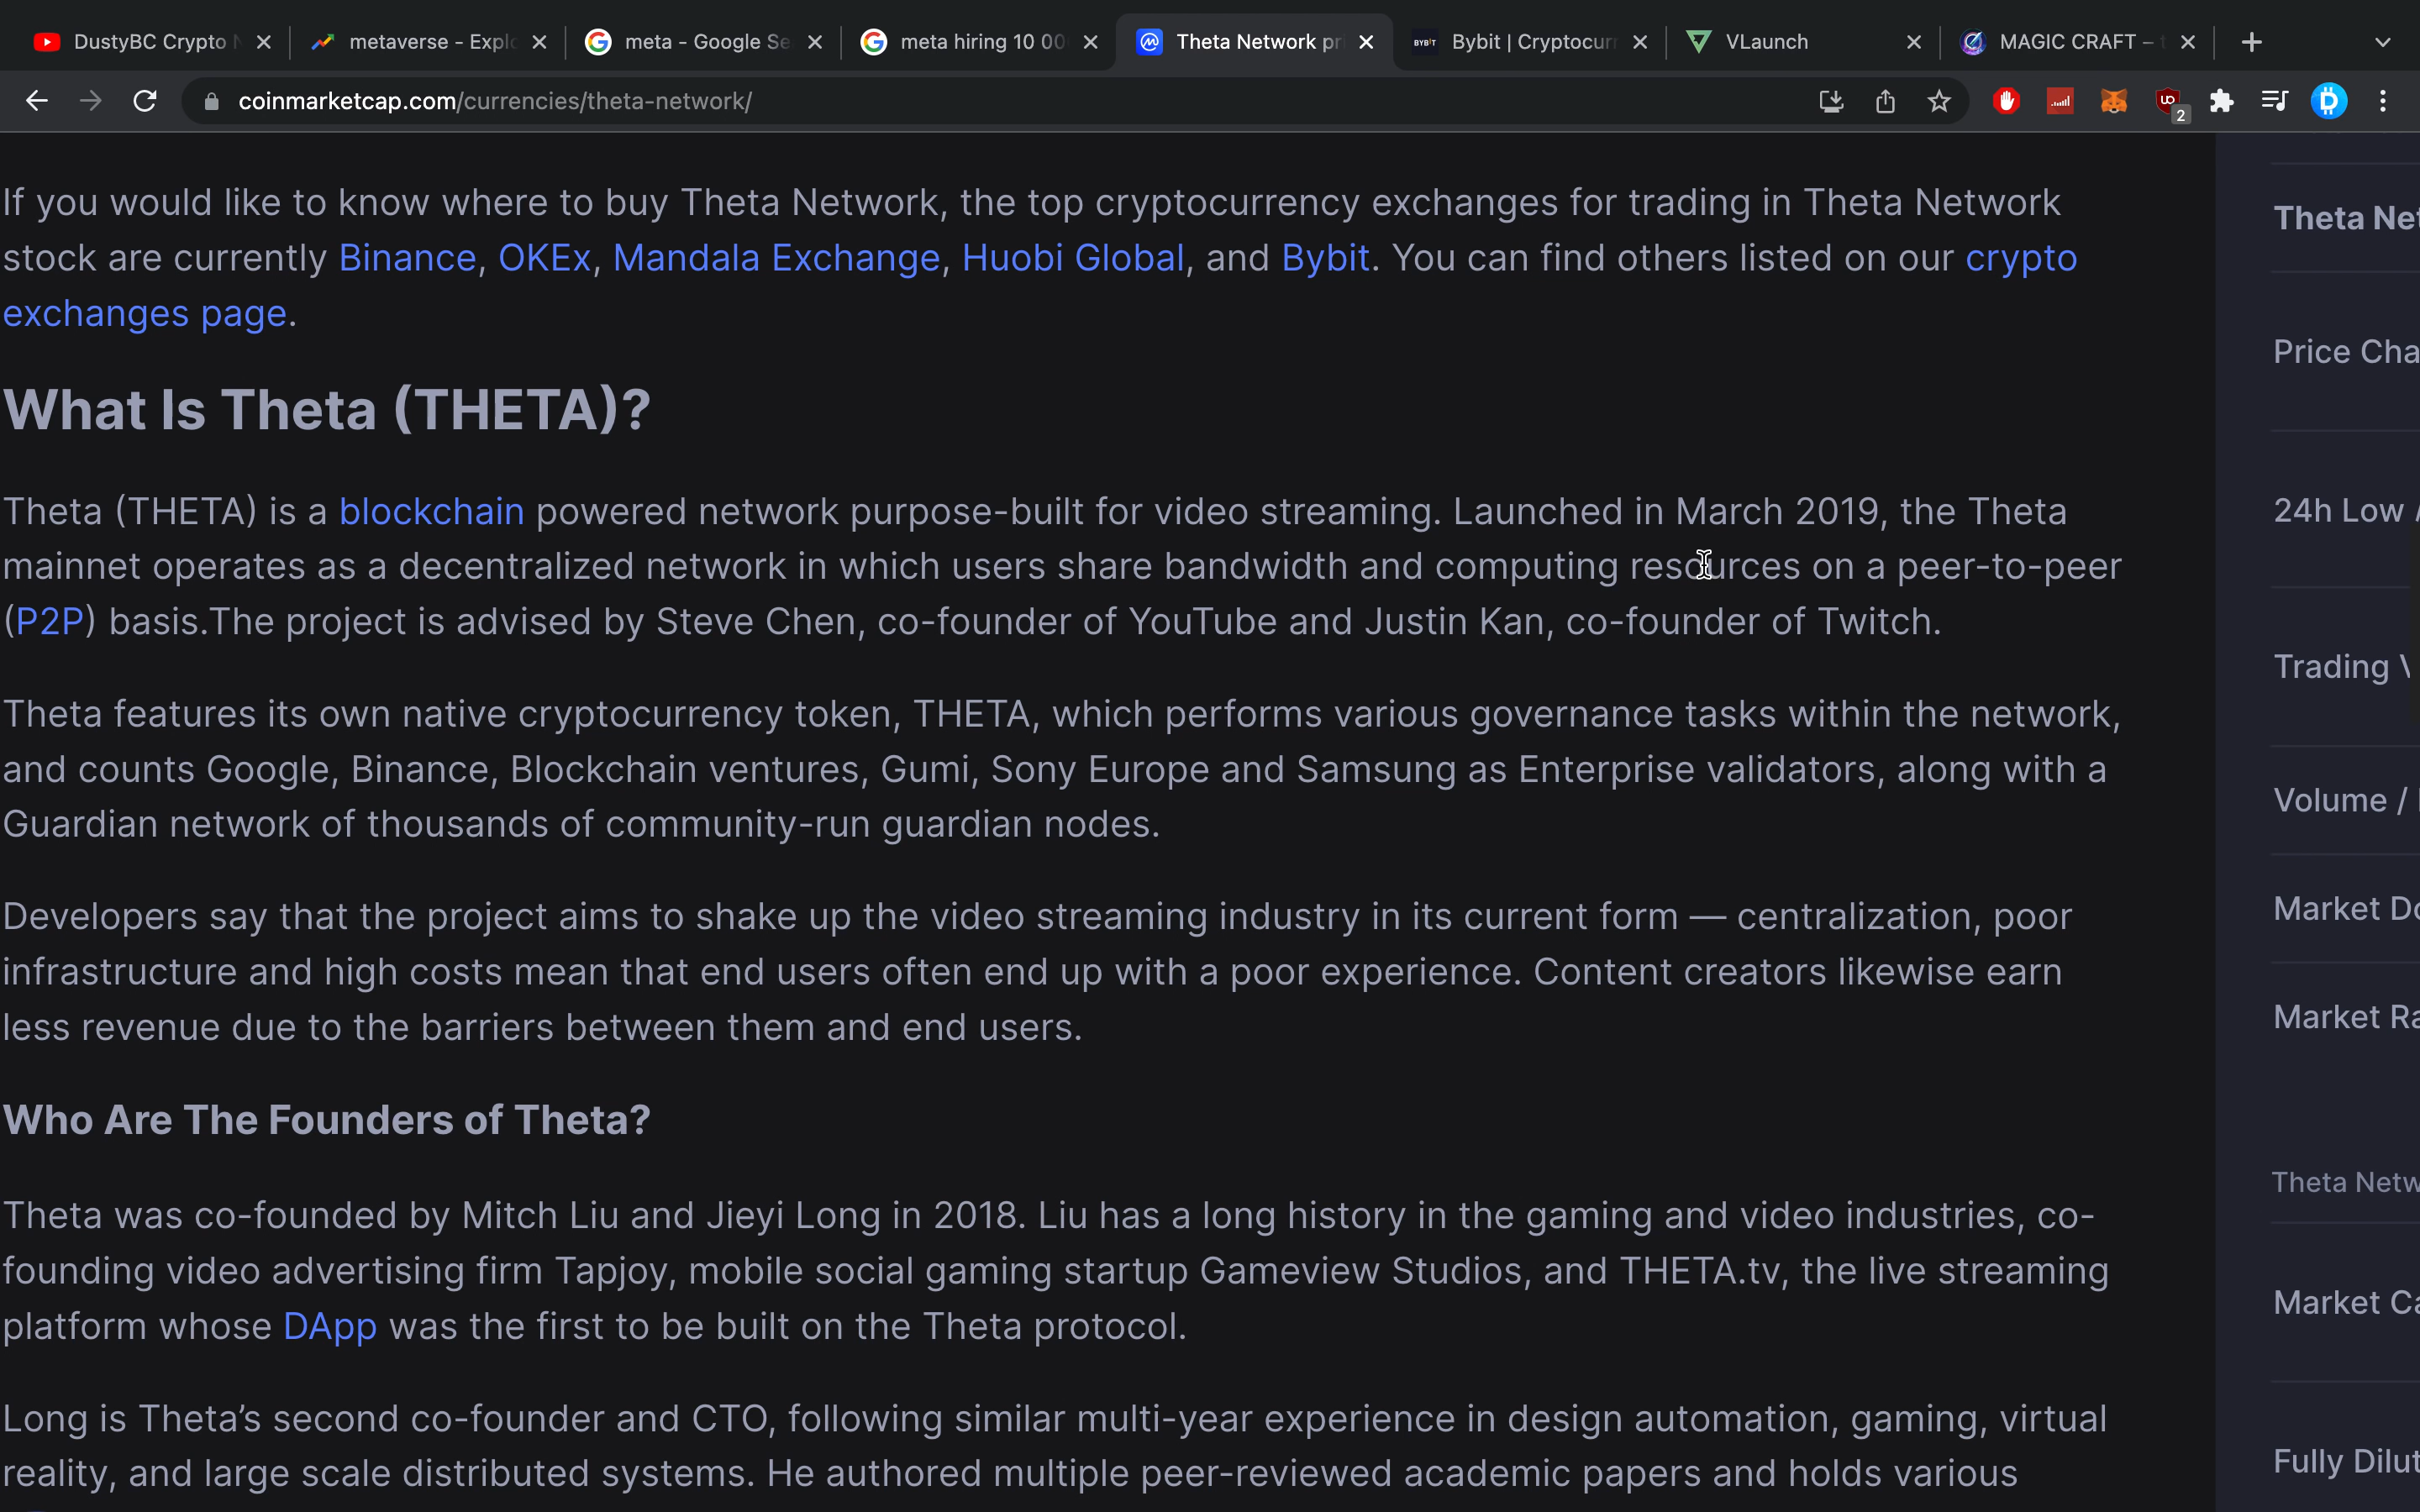 DustyBC Crypto
metaverse - Explo
meta - Google Se
meta hiring 10 00
Theta Network pr
BYBIT
Bybit | Cryptocurr
VLaunch
MAGIC CRAFT – t
coinmarketcap.com/currencies/theta-network/
2
If you would like to know where to buy Theta Network, the top cryptocurrency exchanges for trading in Theta Network
stock are currently Binance, OKEx, Mandala Exchange, Huobi Global, and Bybit. You can find others listed on our crypto
exchanges page.
What Is Theta (THETA)?
Theta (THETA) is a blockchain powered network purpose-built for video streaming. Launched in March 2019, the Theta
mainnet operates as a decentralized network in which users share bandwidth and computing resources on a peer-to-peer
(P2P) basis.The project is advised by Steve Chen, co-founder of YouTube and Justin Kan, co-founder of Twitch.
Theta features its own native cryptocurrency token, THETA, which performs various governance tasks within the network,
and counts Google, Binance, Blockchain ventures, Gumi, Sony Europe and Samsung as Enterprise validators, along with a
Guardian network of thousands of community-run guardian nodes.
Developers say that the project aims to shake up the video streaming industry in its current form — centralization, poor
infrastructure and high costs mean that end users often end up with a poor experience. Content creators likewise earn
less revenue due to the barriers between them and end users.
Who Are The Founders of Theta?
Theta was co-founded by Mitch Liu and Jieyi Long in 2018. Liu has a long history in the gaming and video industries, co-
founding video advertising firm Tapjoy, mobile social gaming startup Gameview Studios, and THETA.tv, the live streaming
platform whose DApp was the first to be built on the Theta protocol.
Long is Theta’s second co-founder and CTO, following similar multi-year experience in design automation, gaming, virtual
reality, and large scale distributed systems. He authored multiple peer-reviewed academic papers and holds various
Theta Net
Price Cha
24h Low /
Trading V
Volume /
Market Do
Market Ra
Theta Netw
Market Ca
Fully Dilut